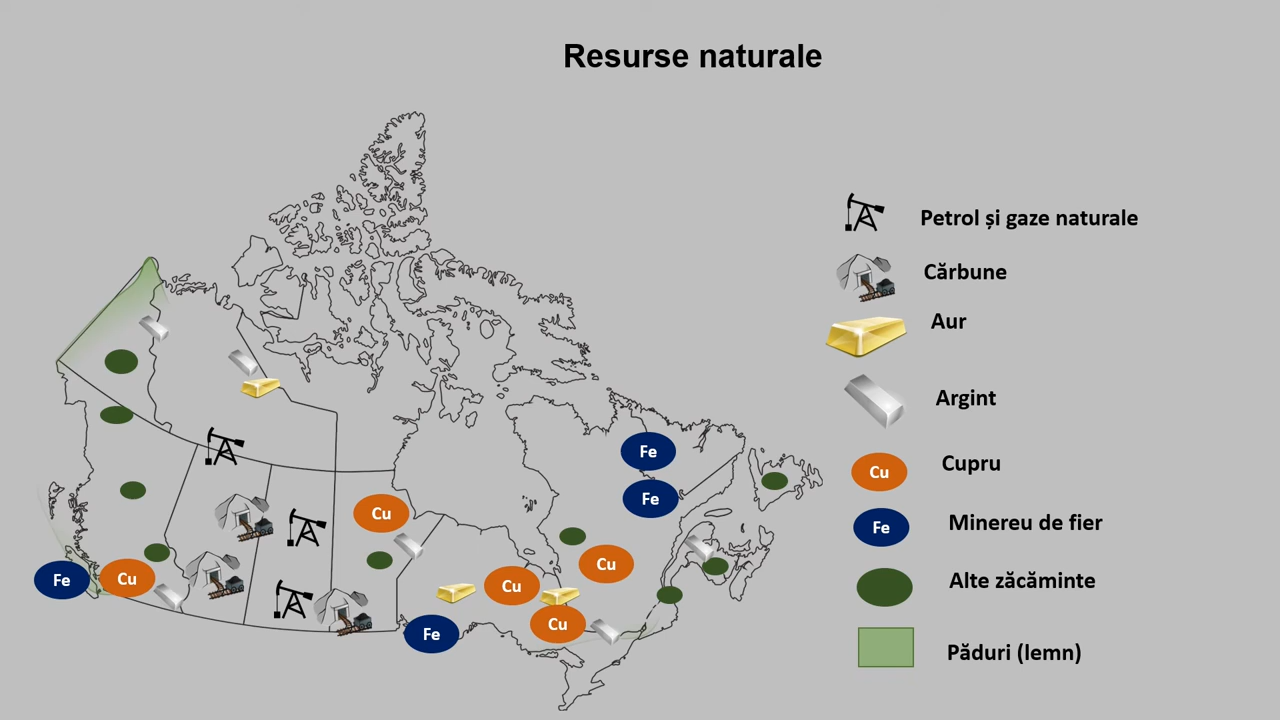 Resurse naturale
Petrol și gaze naturale
Cărbune
Aur
Argint
Cu Cupru
Fe Minereu de fier
Alte zăcăminte
Păduri (lemn)
Fe
Fe
Cu
Cu
Fe
Cu
Cu
Cu
Fe